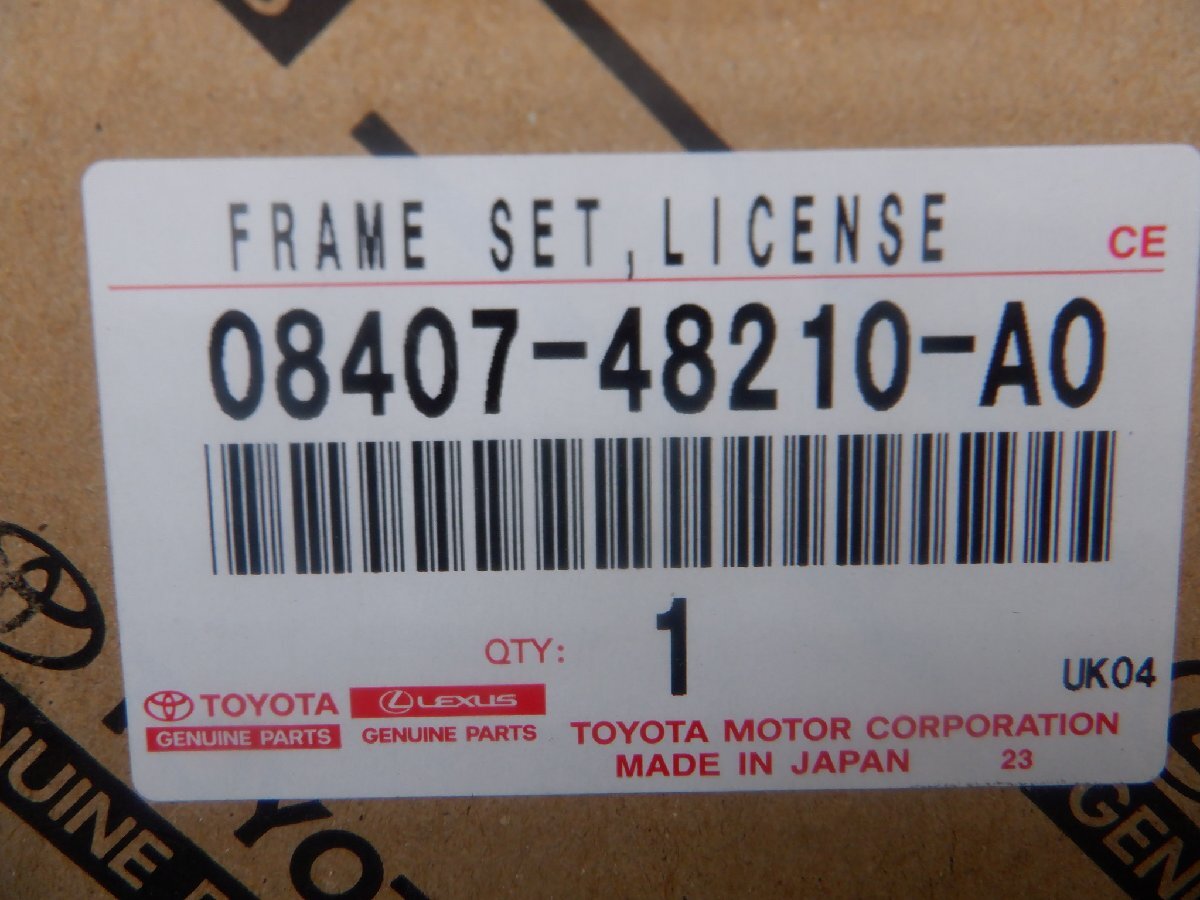 FRAME SET,LICENSE
CE
08407-48210-A0
QTY: 1
UK04
TOYOTA
GENUINE PARTS
LEXUS
GENUINE PARTS
TOYOTA MOTOR CORPORATION
MADE IN JAPAN 23